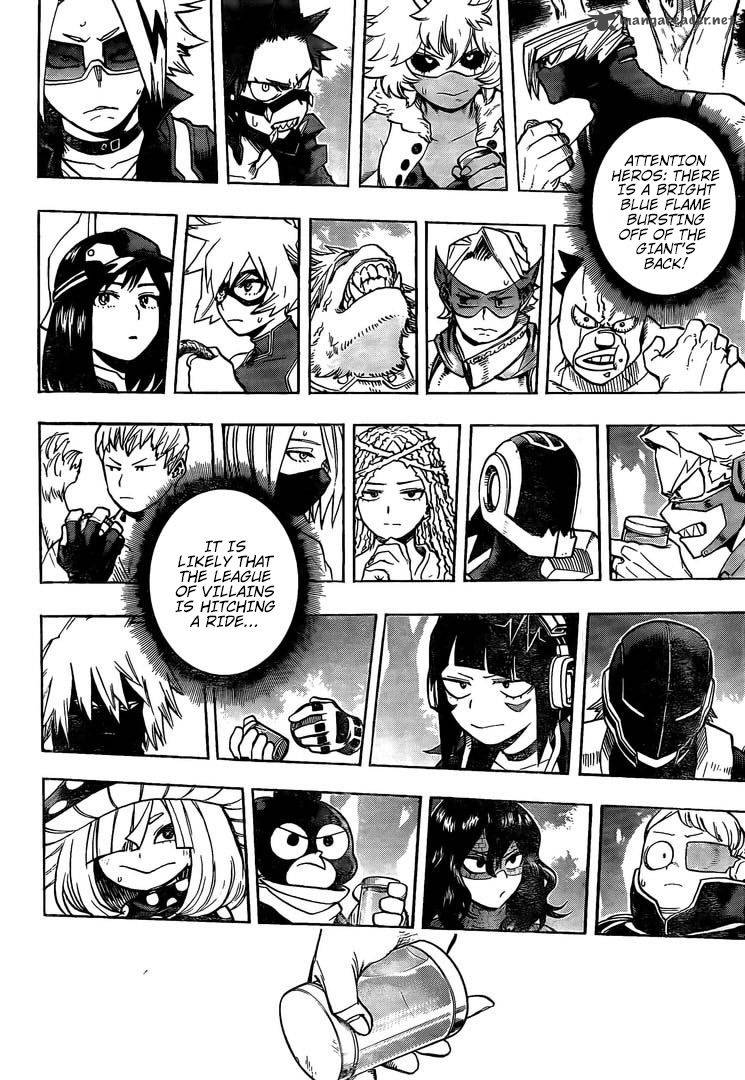 mangareader.net
ATTENTION
HEROS: THERE
IS A BRIGHT
BLUE FLAME
BURSTING
OFF OF THE
GIANT'S
BACK!
IT IS
LIKELY THAT
THE LEAGUE
OF VILLAINS
IS HITCHING
A RIDE...